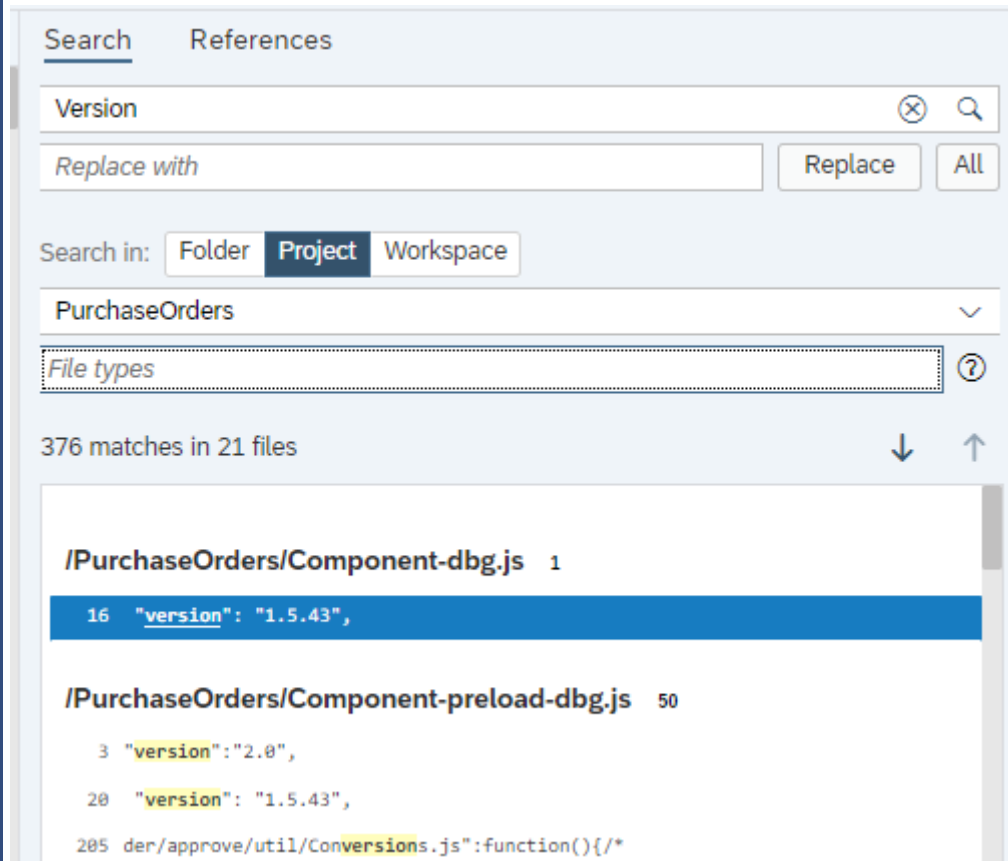 Search References
Version
Replace with Replace All
Search in: Folder Project Workspace
PurchaseOrders
File types
376 matches in 21 files
/PurchaseOrders/Component-dbg.js 1
16 "version": "1.5.43",
/PurchaseOrders/Component-preload-dbg.js 50
3 "version":"2.0",
20 "version": "1.5.43",
205 der/approve/util/Conversions.js":function(){/*